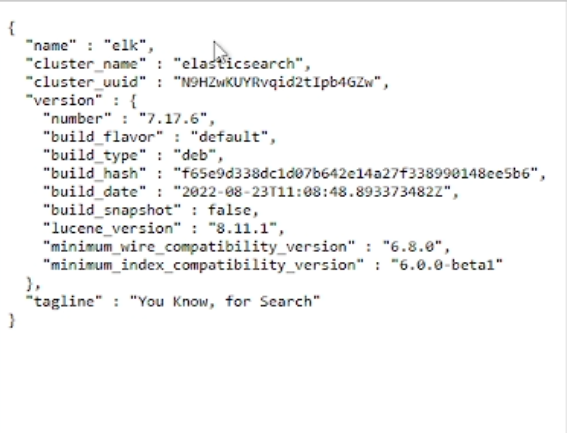 {
"name" : "elk",
"cluster_name" : "elasticsearch",
"cluster_uuid" : "N9HZwKUYRvqid2tIpb4GZw",
"version" : {
"number" : "7.17.6",
"build_flavor" : "default",
"build_type" : "deb",
"build_hash" : "f65e9d338dc1d07b642e14a27f338990148ee5b6",
"build_date" : "2022-08-23T11:08:48.893373482Z",
"build_snapshot" : false,
"lucene_version" : "8.11.1",
"minimum_wire_compatibility_version" : "6.8.0",
"minimum_index_compatibility_version" : "6.0.0-beta1"
},
"tagline" : "You Know, for Search"
}